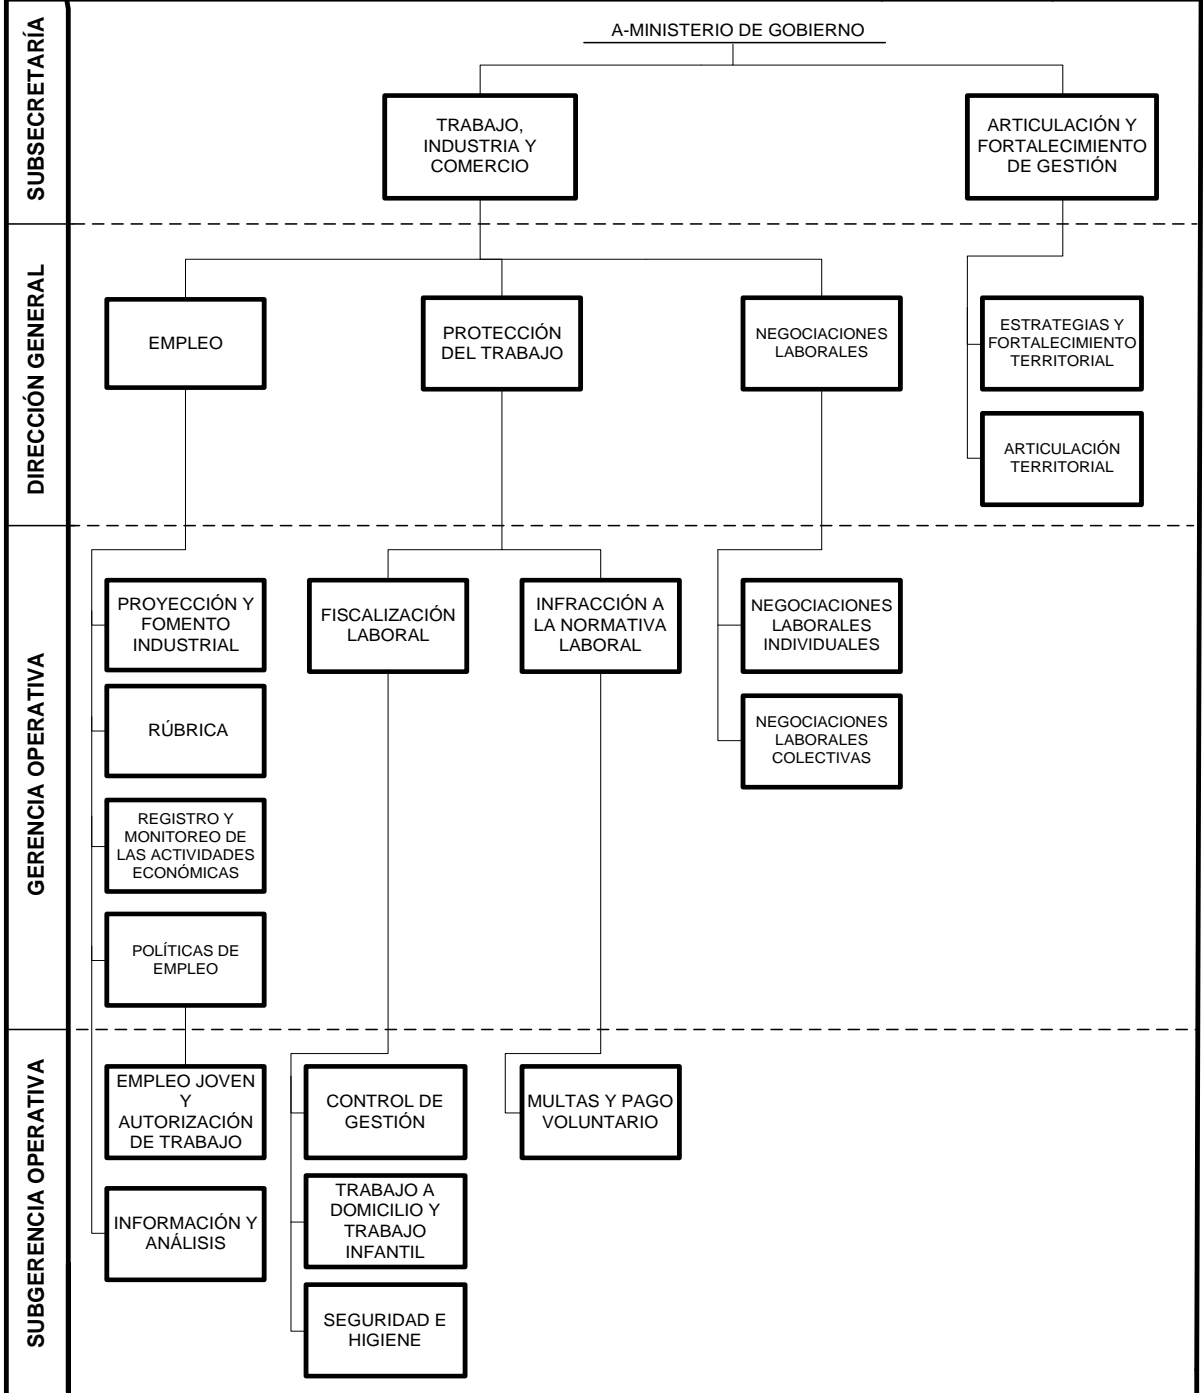 A-MINISTERIO DE GOBIERNO
SUBSECRETARÍA
TRABAJO,
INDUSTRIA Y
COMERCIO
ARTICULACIÓN Y
FORTALECIMIENTO
DE GESTIÓN
DIRECCIÓN GENERAL
EMPLEO
PROTECCIÓN
DEL TRABAJO
NEGOCIACIONES
LABORALES
ESTRATEGIAS Y
FORTALECIMIENTO
TERRITORIAL
ARTICULACIÓN
TERRITORIAL
GERENCIA OPERATIVA
PROYECCIÓN Y
FOMENTO
INDUSTRIAL
FISCALIZACIÓN
LABORAL
INFRACCIÓN A
LA NORMATIVA
LABORAL
NEGOCIACIONES
LABORALES
INDIVIDUALES
RÚBRICA
NEGOCIACIONES
LABORALES
COLECTIVAS
REGISTRO Y
MONITOREO DE
LAS ACTIVIDADES
ECONÓMICAS
POLÍTICAS DE
EMPLEO
SUBGERENCIA OPERATIVA
EMPLEO JOVEN
Y
AUTORIZACIÓN
DE TRABAJO
CONTROL DE
GESTIÓN
MULTAS Y PAGO
VOLUNTARIO
INFORMACIÓN Y
ANÁLISIS
TRABAJO A
DOMICILIO Y
TRABAJO
INFANTIL
SEGURIDAD E
HIGIENE